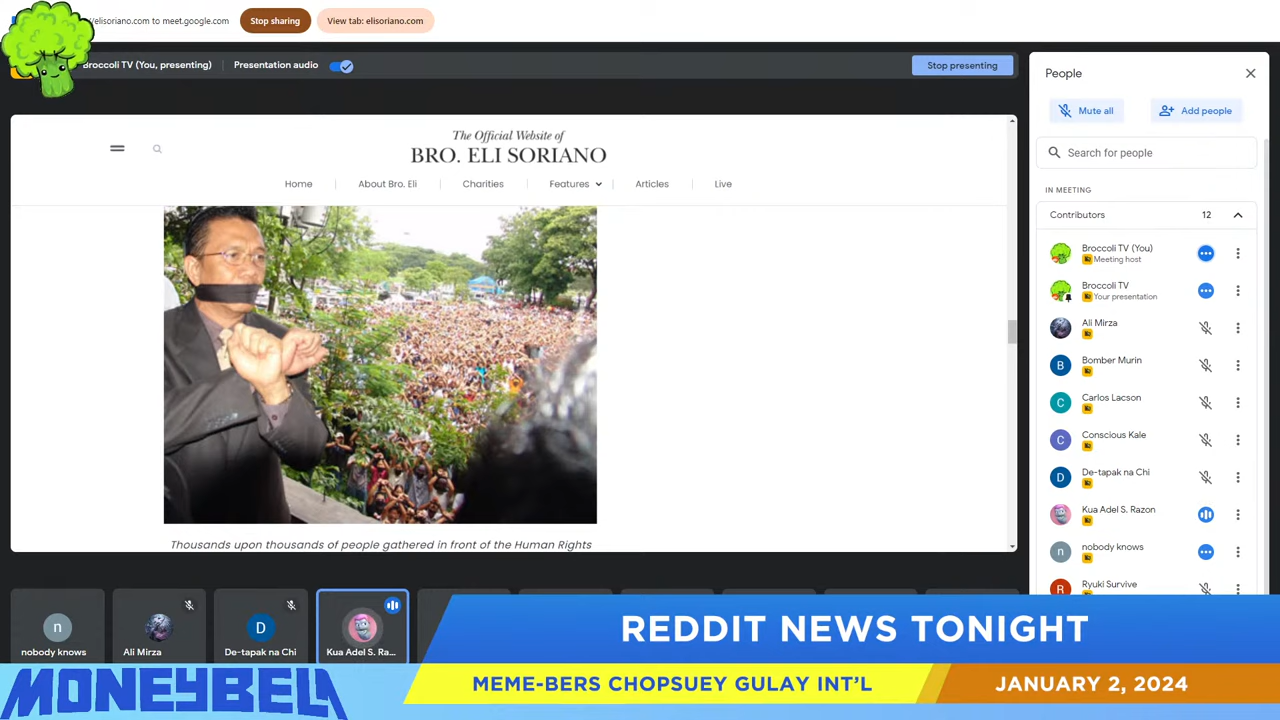 //elisoriano.com to meet.google.com
Stop sharing
View tab: elisoriano.com
Broccoli TV (You, presenting)
Presentation audio
Stop presenting
The Official Website of
BRO. ELI SORIANO
Home
About Bro. Eli
Charities
Features
Articles
Live
Thousands upon thousands of people gathered in front of the Human Rights
People
Mute all
Add people
Search for people
IN MEETING
Contributors
12
Broccoli TV (You)
Meeting host
Broccoli TV
Your presentation
Ali Mirza
B
Bomber Murin
C
Carlos Lacson
C
Conscious Kale
D
De-tapak na Chi
Kua Adel S. Razon
n
nobody knows
R
Ryuki Survive
n
nobody knows
Ali Mirza
D
De-tapak na Chi
Kua Adel S. Ra...
REDDIT NEWS TONIGHT
MONEYBELA
MEME-BERS CHOPSUEY GULAY INT'L
JANUARY 2, 2024